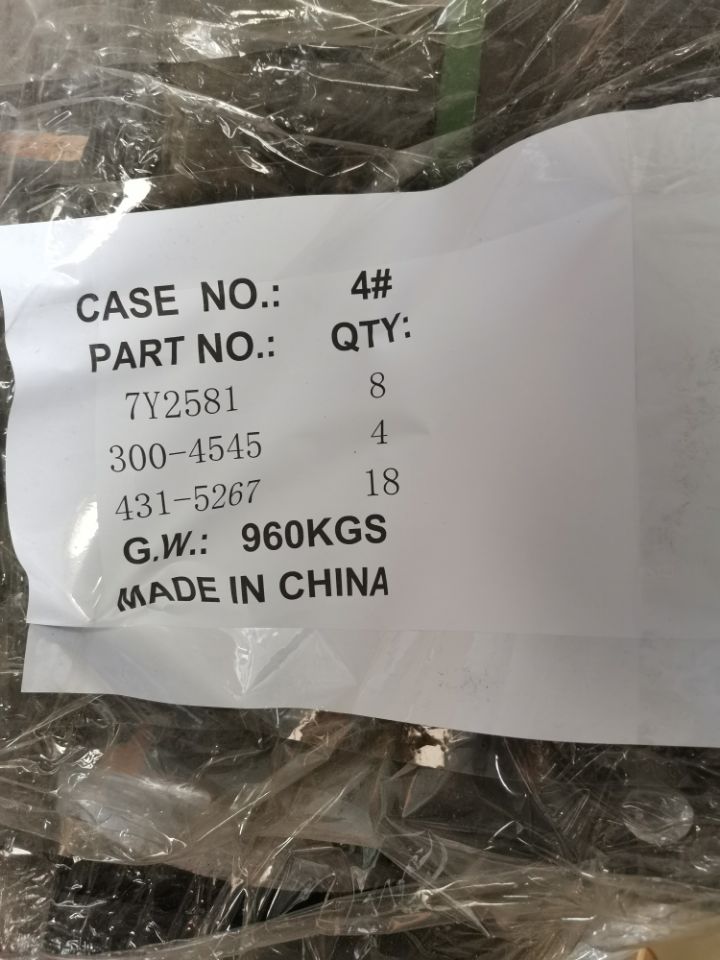 CASE NO.: 4#
PART NO.: QTY:
7Y2581 8
300-4545 4
431-5267 18
G.W.: 960KGS
MADE IN CHINA